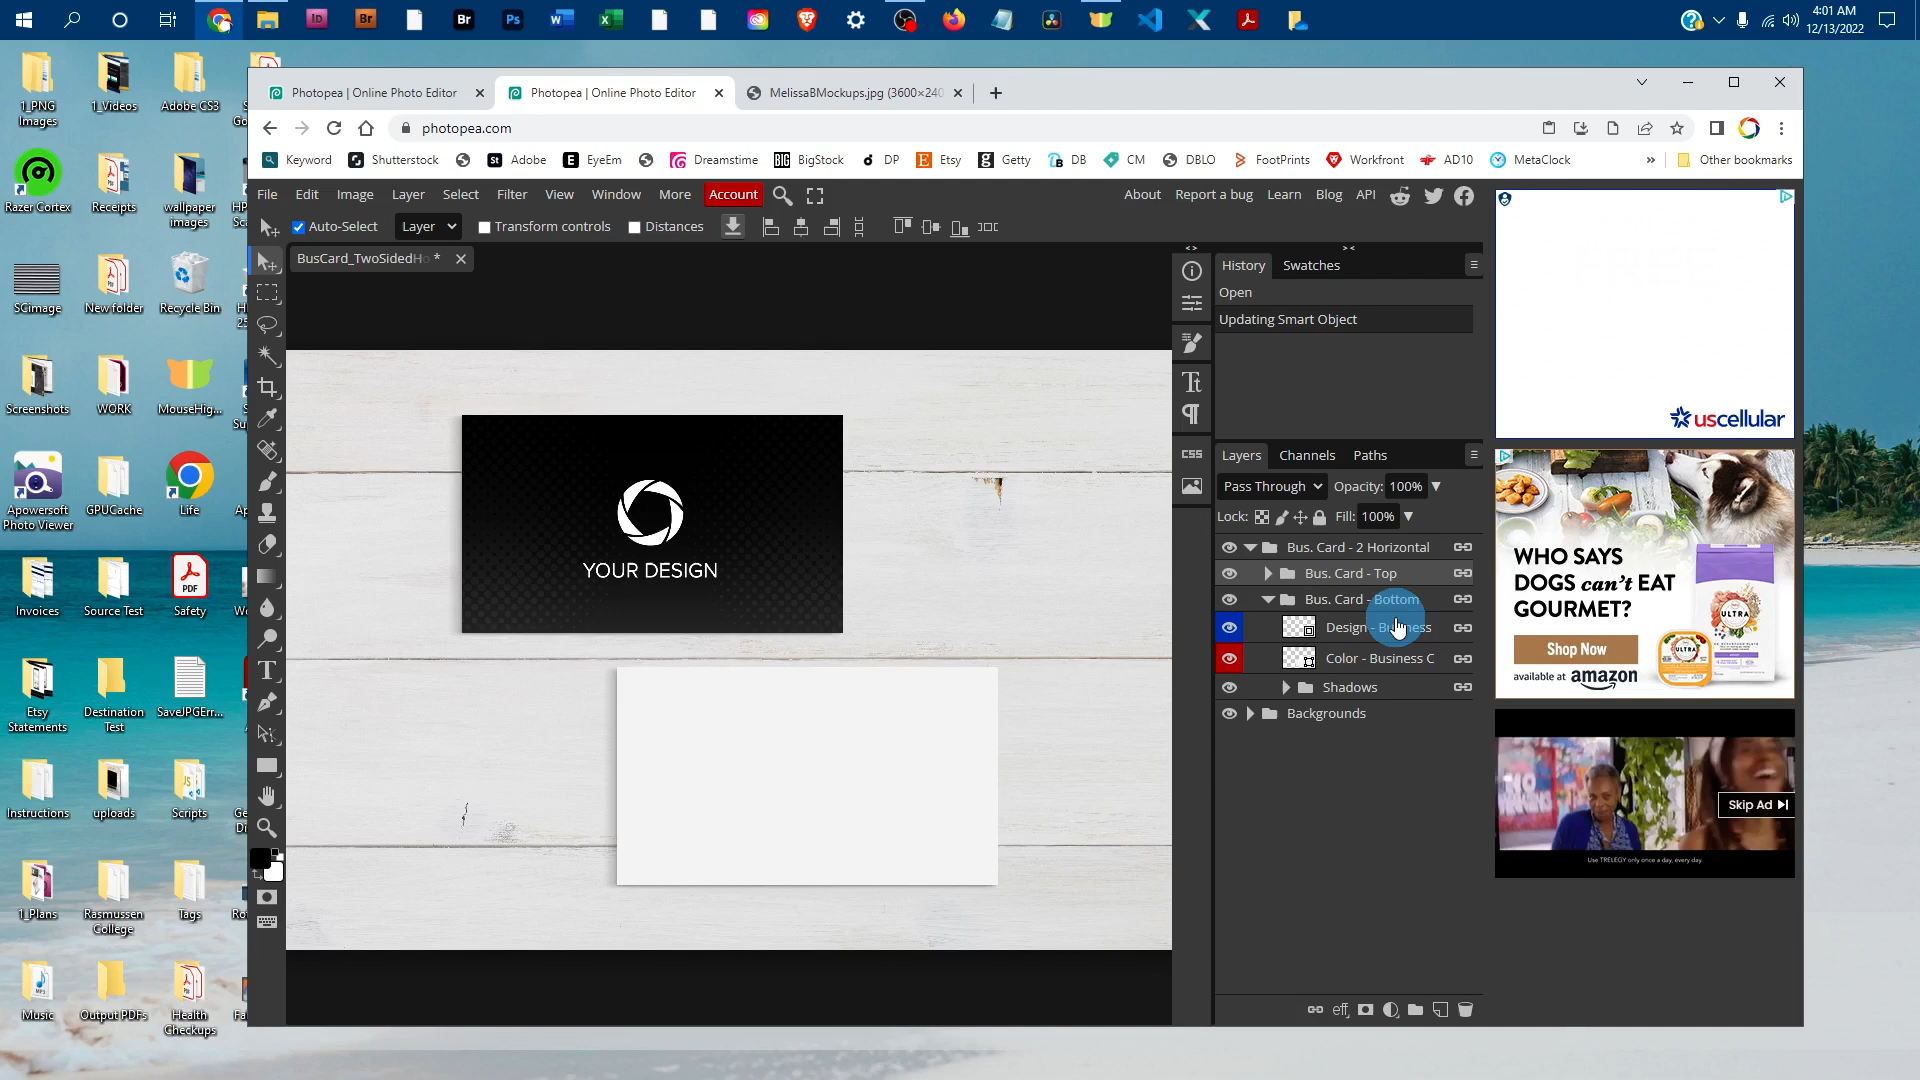 4:01 AM
12/13/2022
1_PNG Images
1_Videos
Adobe CS3
Razer Cortex
Receipts
wallpaper images
SCimage
New folder
Recycle Bin
Screenshots
WORK
MouseHig...
Apowersoft Photo Viewer
GPUCache
Life
Invoices
Source Test
Safety
Etsy Statements
Destination Test
SaveJPGErr...
Instructions
uploads
Scripts
1_Plans
Rasmussen College
Tags
Music
Output PDFs
Health Checkups
Photopea | Online Photo Editor
Photopea | Online Photo Editor
MelissaBMockups.jpg (3600×240
photopea.com
Keyword
Shutterstock
Adobe
EyeEm
Dreamstime
BigStock
DP
Etsy
Getty
DB
CM
DBLO
FootPrints
Workfront
AD10
MetaClock
»
Other bookmarks
File Edit Image Layer Select Filter View Window More Account
About Report a bug Learn Blog API
Auto-Select Layer Transform controls Distances
BusCard_TwoSidedHo *
YOUR DESIGN
History Swatches
Open
Updating Smart Object
CSS
Layers Channels Paths
Pass Through Opacity: 100%
Lock: Fill: 100%
Bus. Card - 2 Horizontal
Bus. Card - Top
Bus. Card - Bottom
Design - Business
Color - Business C
Shadows
Backgrounds
eff
uscellular
WHO SAYS
DOGS can't EAT
GOURMET?
Shop Now
available at amazon
ULTRA
ULTRA
Skip Ad
Use TRELEGY only once a day, every day.